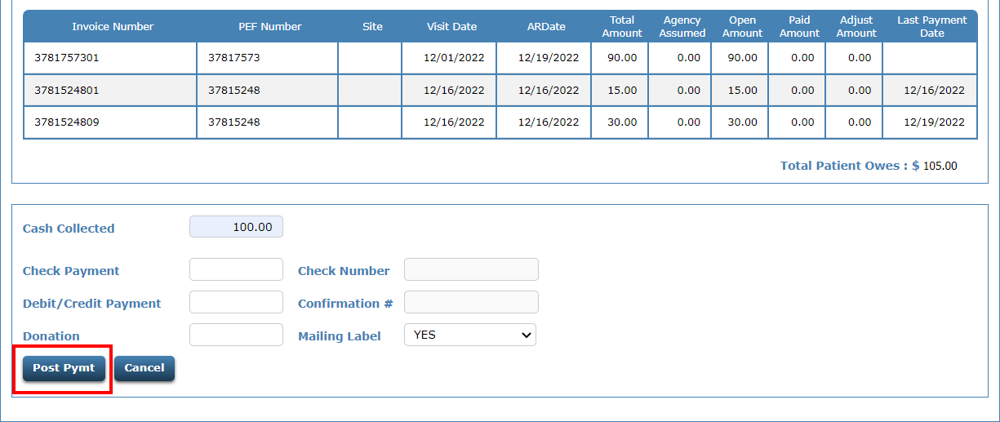 Invoice Number PEF Number Site Visit Date ARDate Total Amount Agency Assumed Open Amount Paid Amount Adjust Amount Last Payment Date
3781757301 37817573 12/01/2022 12/19/2022 90.00 0.00 90.00 0.00 0.00
3781524801 37815248 12/16/2022 12/16/2022 15.00 0.00 15.00 0.00 0.00 12/16/2022
3781524809 37815248 12/16/2022 12/16/2022 30.00 0.00 30.00 0.00 0.00 12/19/2022
Total Patient Owes : $ 105.00
Cash Collected 100.00
Check Payment Check Number
Debit/Credit Payment Confirmation #
Donation Mailing Label YES
Post Pymt Cancel